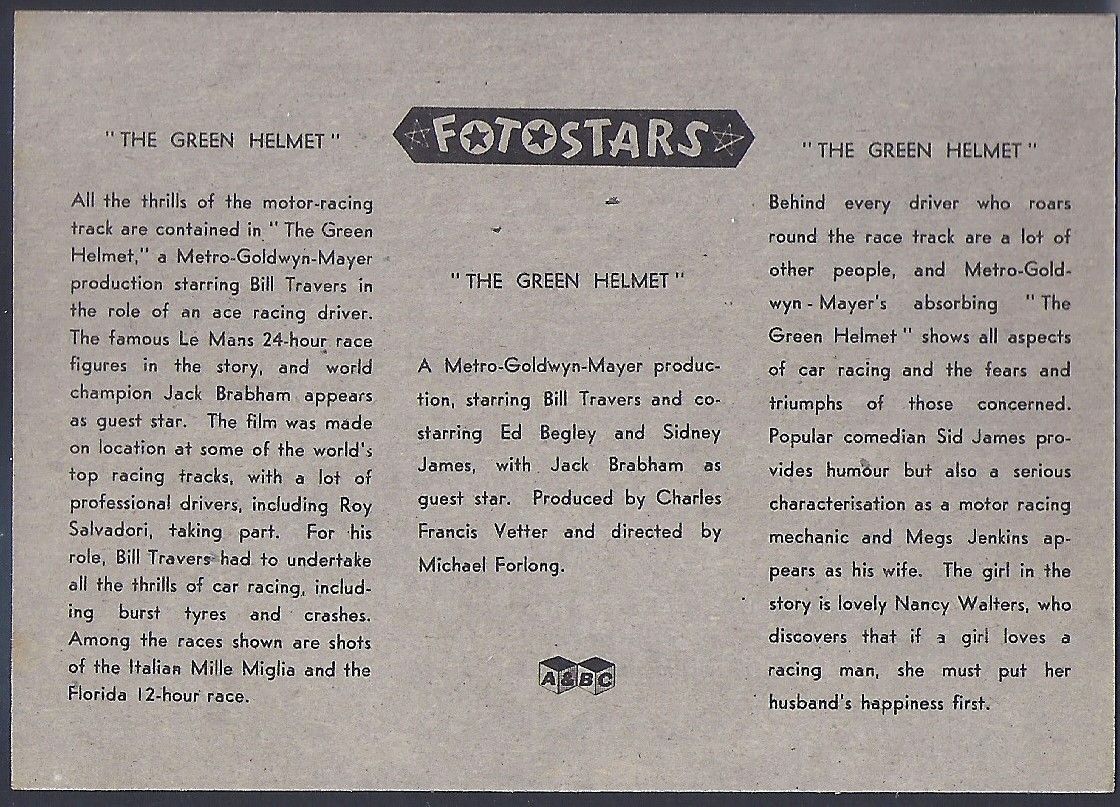 " THE GREEN HELMET "
All the thrills of the motor-racing
track are contained in " The Green
Helmet," a Metro-Goldwyn-Mayer
production starring Bill Travers in
the role of an ace racing driver.
The famous Le Mans 24-hour race
figures in the story, and world
champion Jack Brabham appears
as guest star. The film was made
on location at some of the world's
top racing tracks, with a lot of
professional drivers, including Roy
Salvadori, taking part. For his
role, Bill Travers had to undertake
all the thrills of car racing, includ-
ing burst tyres and crashes.
Among the races shown are shots
of the Italian Mille Miglia and the
Florida 12-hour race.
FOTOSTARS
" THE GREEN HELMET "
A Metro-Goldwyn-Mayer produc-
tion, starring Bill Travers and co-
starring Ed Begley and Sidney
James, with Jack Brabham as
guest star. Produced by Charles
Francis Vetter and directed by
Michael Forlong.
A&BC
" THE GREEN HELMET "
Behind every driver who roars
round the race track are a lot of
other people, and Metro-Gold-
wyn - Mayer's absorbing " The
Green Helmet " shows all aspects
of car racing and the fears and
triumphs of those concerned.
Popular comedian Sid James pro-
vides humour but also a serious
characterisation as a motor racing
mechanic and Megs Jenkins ap-
pears as his wife. The girl in the
story is lovely Nancy Walters, who
discovers that if a girl loves a
racing man, she must put her
husband's happiness first.